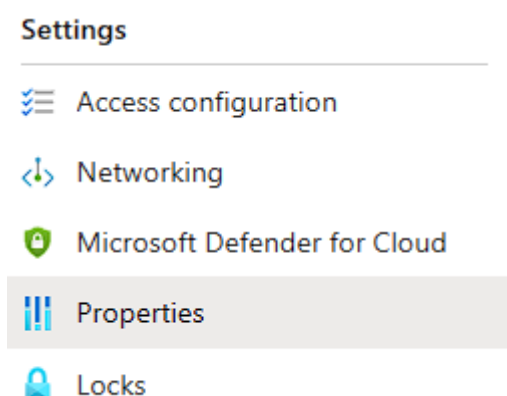 Settings
Access configuration
Networking
Microsoft Defender for Cloud
Properties
Locks